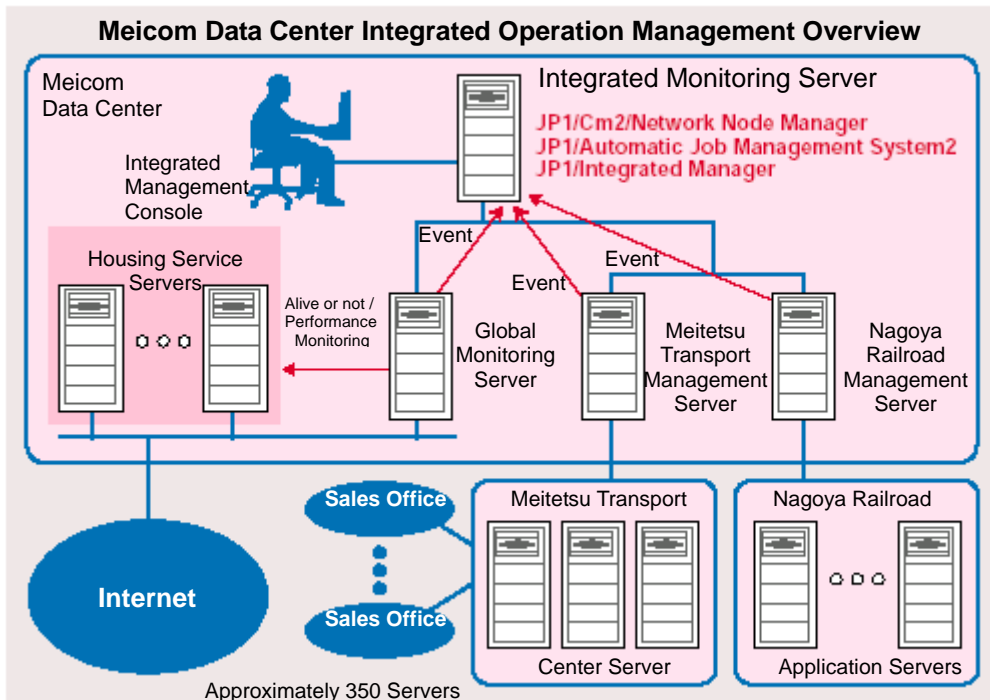 Meicom Data Center Integrated Operation Management Overview
Meicom
Data Center
Integrated Monitoring Server
JP1/Cm2/Network Node Manager
JP1/Automatic Job Management System2
JP1/Integrated Manager
Integrated
Management
Console
Event
Event
Event
Housing Service
Servers
Alive or not /
Performance
Monitoring
Global
Monitoring
Server
Meitetsu
Transport
Management
Server
Nagoya
Railroad
Management
Server
Sales Office
Sales Office
Internet
Meitetsu Transport
Center Server
Nagoya Railroad
Application Servers
Approximately 350 Servers